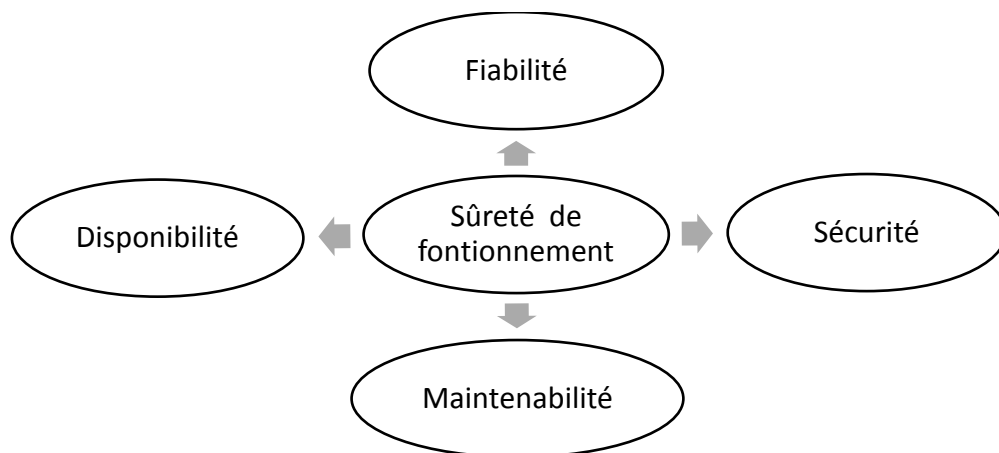 Fiabilité
Disponibilité
Sûreté de
fontionnement
Sécurité
Maintenabilité